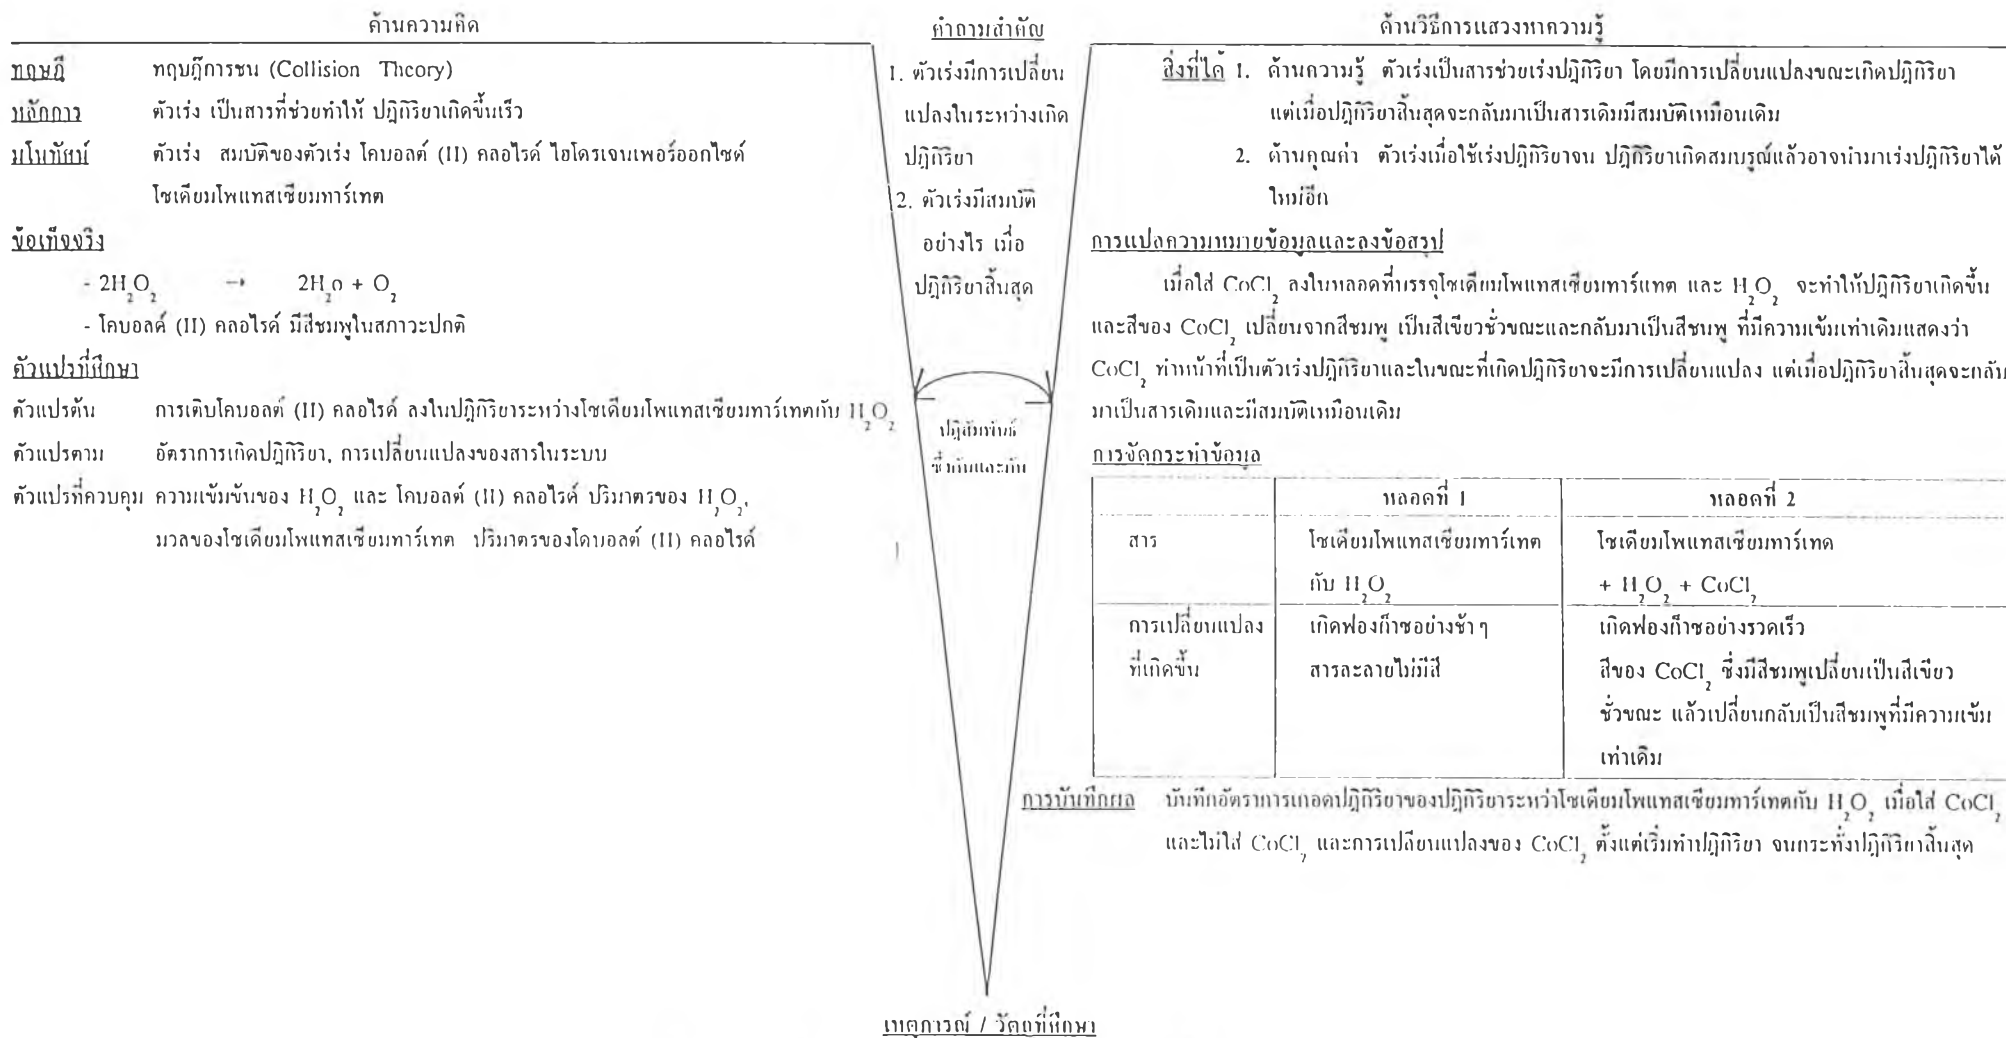 ด้านความคิด
ทฤษฎี ทฤษฎีการชน (Collision Theory)
หลักการ ตัวเร่ง เป็นสารที่ช่วยทำให้ ปฏิกิริยาเกิดขึ้นเร็ว
มโนทัศน์ ตัวเร่ง สมบัติของตัวเร่ง โคบอลต์ (II) คลอไรด์ ไฮโดรเจนเพอร์ออกไซด์
โซเดียมโพแทสเซียมทาร์เทต
ข้อเท็จจริง
- 2H₂O₂ → 2H₂o + O₂
- โคบอลต์ (II) คลอไรด์ มีสีชมพูในสภาวะปกติ
ตัวแปรที่ศึกษา
ตัวแปรต้น การเติบโคบอลต์ (II) คลอไรด์ ลงในปฏิกิริยาระหว่างโซเดียมโพแทสเซียมทาร์เทตกับ H₂O₂
ตัวแปรตาม อัตราการเกิดปฏิกิริยา, การเปลี่ยนแปลงของสารในระบบ
ตัวแปรที่ควบคุม ความเข้มข้นของ H₂O₂ และ โคบอลต์ (II) คลอไรด์ ปริมาตรของ H₂O₂,
มวลของโซเดียมโพแทสเซียมทาร์เทต ปริมาตรของโคบอลต์ (II) คลอไรด์
คำถามสำคัญ
1. ตัวเร่งมีการเปลี่ยน
แปลงในระหว่างเกิด
ปฏิกิริยา
2. ตัวเร่งมีสมบัติ
อย่างไร เมื่อ
ปฏิกิริยาสิ้นสุด
ปฏิสัมพันธ์
ซึ่งกันและกัน
ด้านวิธีการแสวงหาความรู้
สิ่งที่ได้ 1. ด้านความรู้ ตัวเร่งเป็นสารช่วยเร่งปฏิกิริยา โดยมีการเปลี่ยนแปลงขณะเกิดปฏิกิริยา
แต่เมื่อปฏิกิริยาสิ้นสุดจะกลับมาเป็นสารเดิมมีสมบัติเหมือนเดิม
2. ด้านคุณค่า ตัวเร่งเมื่อใช้เร่งปฏิกิริยาจน ปฏิกิริยาเกิดสมบรูณ์แล้วอาจนำมาเร่งปฏิกิริยาได้
ใหม่อีก
การแปลความหมายข้อมูลและลงข้อสรุป
เมื่อใส่ CoCl₂ ลงในหลอดที่บรรจุโซเดียมโพแทสเซียมทาร์แทต และ H₂O₂ จะทำให้ปฏิกิริยาเกิดขึ้น
และสีของ CoCl₂ เปลี่ยนจากสีชมพู เป็นสีเขียวชั่วขณะและกลับมาเป็นสีชมพู ที่มีความเข้มเท่าเดิมแสดงว่า
CoCl₂ ทำหน้าที่เป็นตัวเร่งปฏิกิริยาและในขณะที่เกิดปฏิกิริยาจะมีการเปลี่ยนแปลง แต่เมื่อปฏิกิริยาสิ้นสุดจะกลับ
มาเป็นสารเดิมและมีสมบัติเหมือนเดิม
การจัดกระทำข้อมูล
หลอดที่ 1 หลอดที่ 2
สาร โซเดียมโพแทสเซียมทาร์เทต โซเดียมโพแทสเซียมทาร์เทต
กับ H₂O₂ + H₂O₂ + CoCl₂
การเปลี่ยนแปลง เกิดฟองก๊าซอย่างช้า ๆ เกิดฟองก๊าซอย่างรวดเร็ว
ที่เกิดขึ้น สารละลายไม่มีสี สีของ CoCl₂ ซึ่งมีสีชมพูเปลี่ยนเป็นสีเขียว
ชั่วขณะ แล้วเปลี่ยนกลับเป็นสีชมพูที่มีความเข้ม
เท่าเดิม
การบันทึกผล บันทึกอัตราการเกอดปฏิกิริยาของปฏิกิริยาระหว่าโซเดียมโพแทสเซียมทาร์เทตกับ H₂O₂ เมื่อใส่ CoCl₂
และไม่ใส่ CoCl₂ และการเปลี่ยนแปลงของ CoCl₂ ตั้งแต่เริ่มทำปฏิกิริยา จนกระทั่งปฏิกิริยาสิ้นสุด
เหตุการณ์ / วัตถุที่ศึกษา